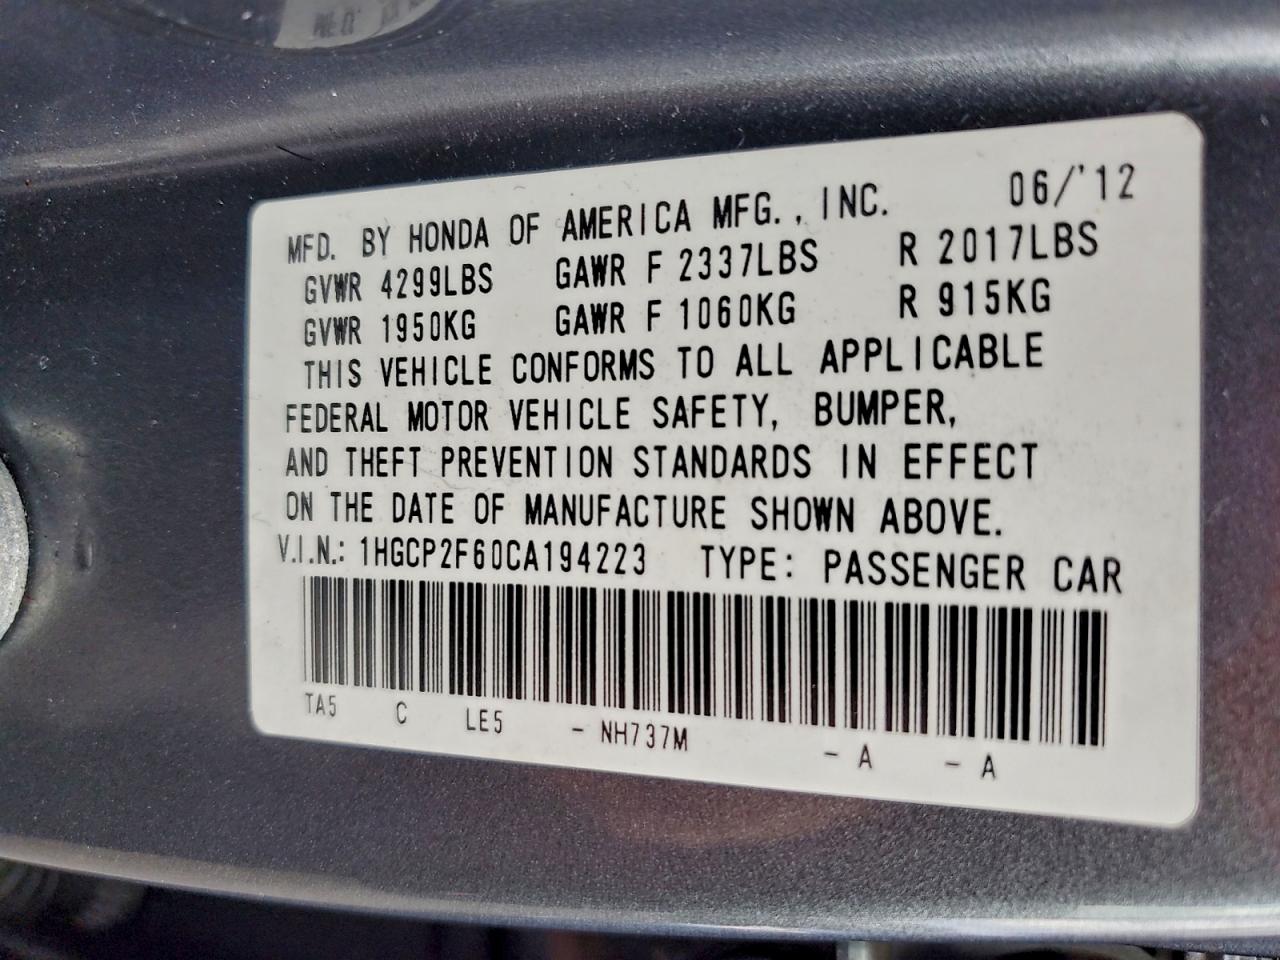 MFD. BY HONDA OF AMERICA MFG., INC. 06/'12
GVWR 4299LBS GAWR F 2337LBS R 2017LBS
GVWR 1950KG GAWR F 1060KG R 915KG
THIS VEHICLE CONFORMS TO ALL APPLICABLE
FEDERAL MOTOR VEHICLE SAFETY, BUMPER,
AND THEFT PREVENTION STANDARDS IN EFFECT
ON THE DATE OF MANUFACTURE SHOWN ABOVE.
V.I.N.: 1HGCP2F60CA194223 TYPE: PASSENGER CAR
TA5 C LE5 - NH737M - A - A